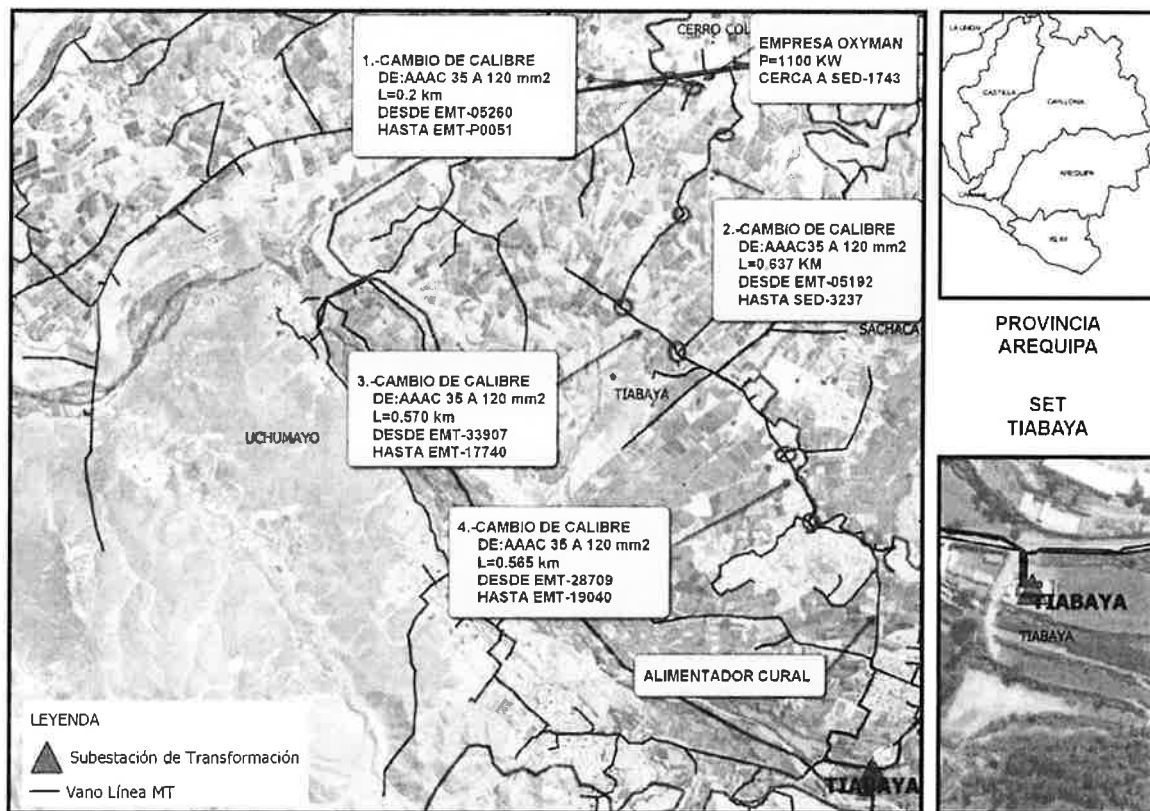 CERRO COL
1.-CAMBIO DE CALIBRE
DE:AAAC 35 A 120 mm2
L=0.2 km
DESDE EMT-05260
HASTA EMT-P0051
EMPRESA OXYMAN
P=1100 KW
CERCA A SED-1743
2.-CAMBIO DE CALIBRE
DE:AAAC35 A 120 mm2
L=0.637 KM
DESDE EMT-05192
HASTA SED-3237
SACHACA
3.-CAMBIO DE CALIBRE
DE:AAAC 35 A 120 mm2
L=0.570 km
DESDE EMT-33907
HASTA EMT-17740
TIABAYA
UCHUMAYO
4.-CAMBIO DE CALIBRE
DE:AAAC 35 A 120 mm2
L=0.565 km
DESDE EMT-28709
HASTA EMT-19040
ALIMENTADOR CURAL
TIABAYA
LEYENDA
Subestación de Transformación
Vano Línea MT
LA UNION
CASTILLA
CAYLLOMA
AREQUIPA
ISLAY
PROVINCIA
AREQUIPA
SET
TIABAYA
TIABAYA
TIABAYA